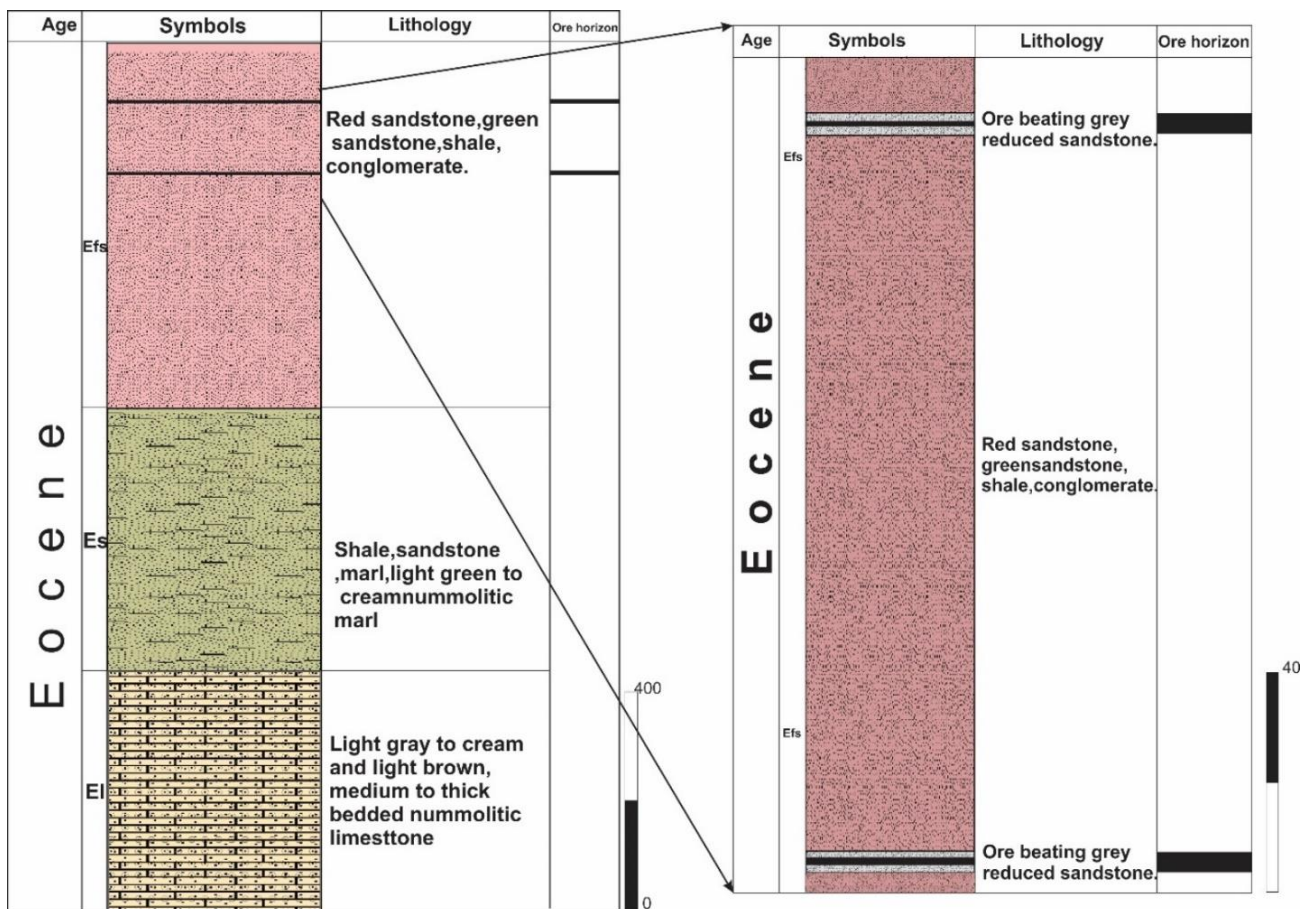 Age Symbols Lithology Ore horizon
Red sandstone,green
sandstone,shale,
conglomerate.
Efs
Eocene
Es
Shale,sandstone
,marl,light green to
creamnummolitic
marl
El
Light gray to cream
and light brown,
medium to thick
bedded nummolitic
limesttone
400
0
Age Symbols Lithology Ore horizon
Ore beating grey
reduced sandstone.
Efs
Eocene
Red sandstone,
greensandstone,
shale,conglomerate.
Efs
Ore beating grey
reduced sandstone.
40